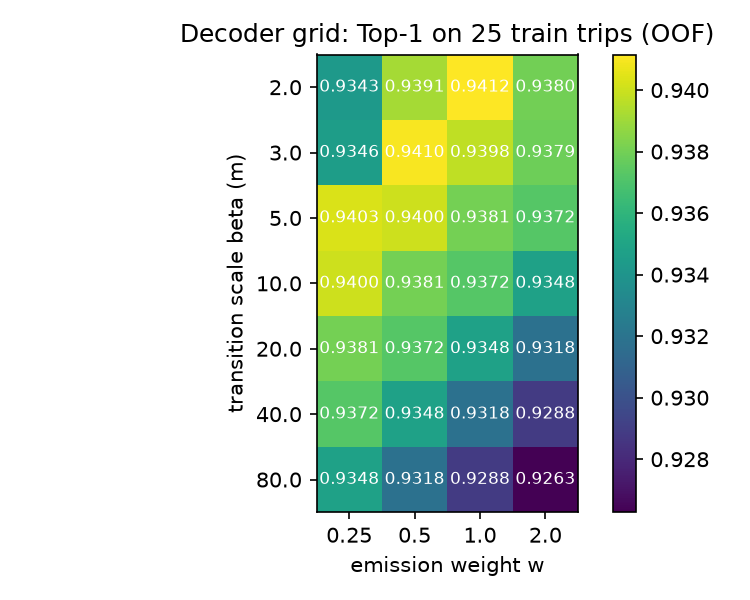 Decoder grid: Top-1 on 25 train trips (OOF)
transition scale beta (m)
2.0 0.9343 0.9391 0.9412 0.9380
3.0 0.9346 0.9410 0.9398 0.9379
5.0 0.9403 0.9400 0.9381 0.9372
10.0 0.9400 0.9381 0.9372 0.9348
20.0 0.9381 0.9372 0.9348 0.9318
40.0 0.9372 0.9348 0.9318 0.9288
80.0 0.9348 0.9318 0.9288 0.9263
0.25 0.5 1.0 2.0
emission weight w
0.940
0.938
0.936
0.934
0.932
0.930
0.928